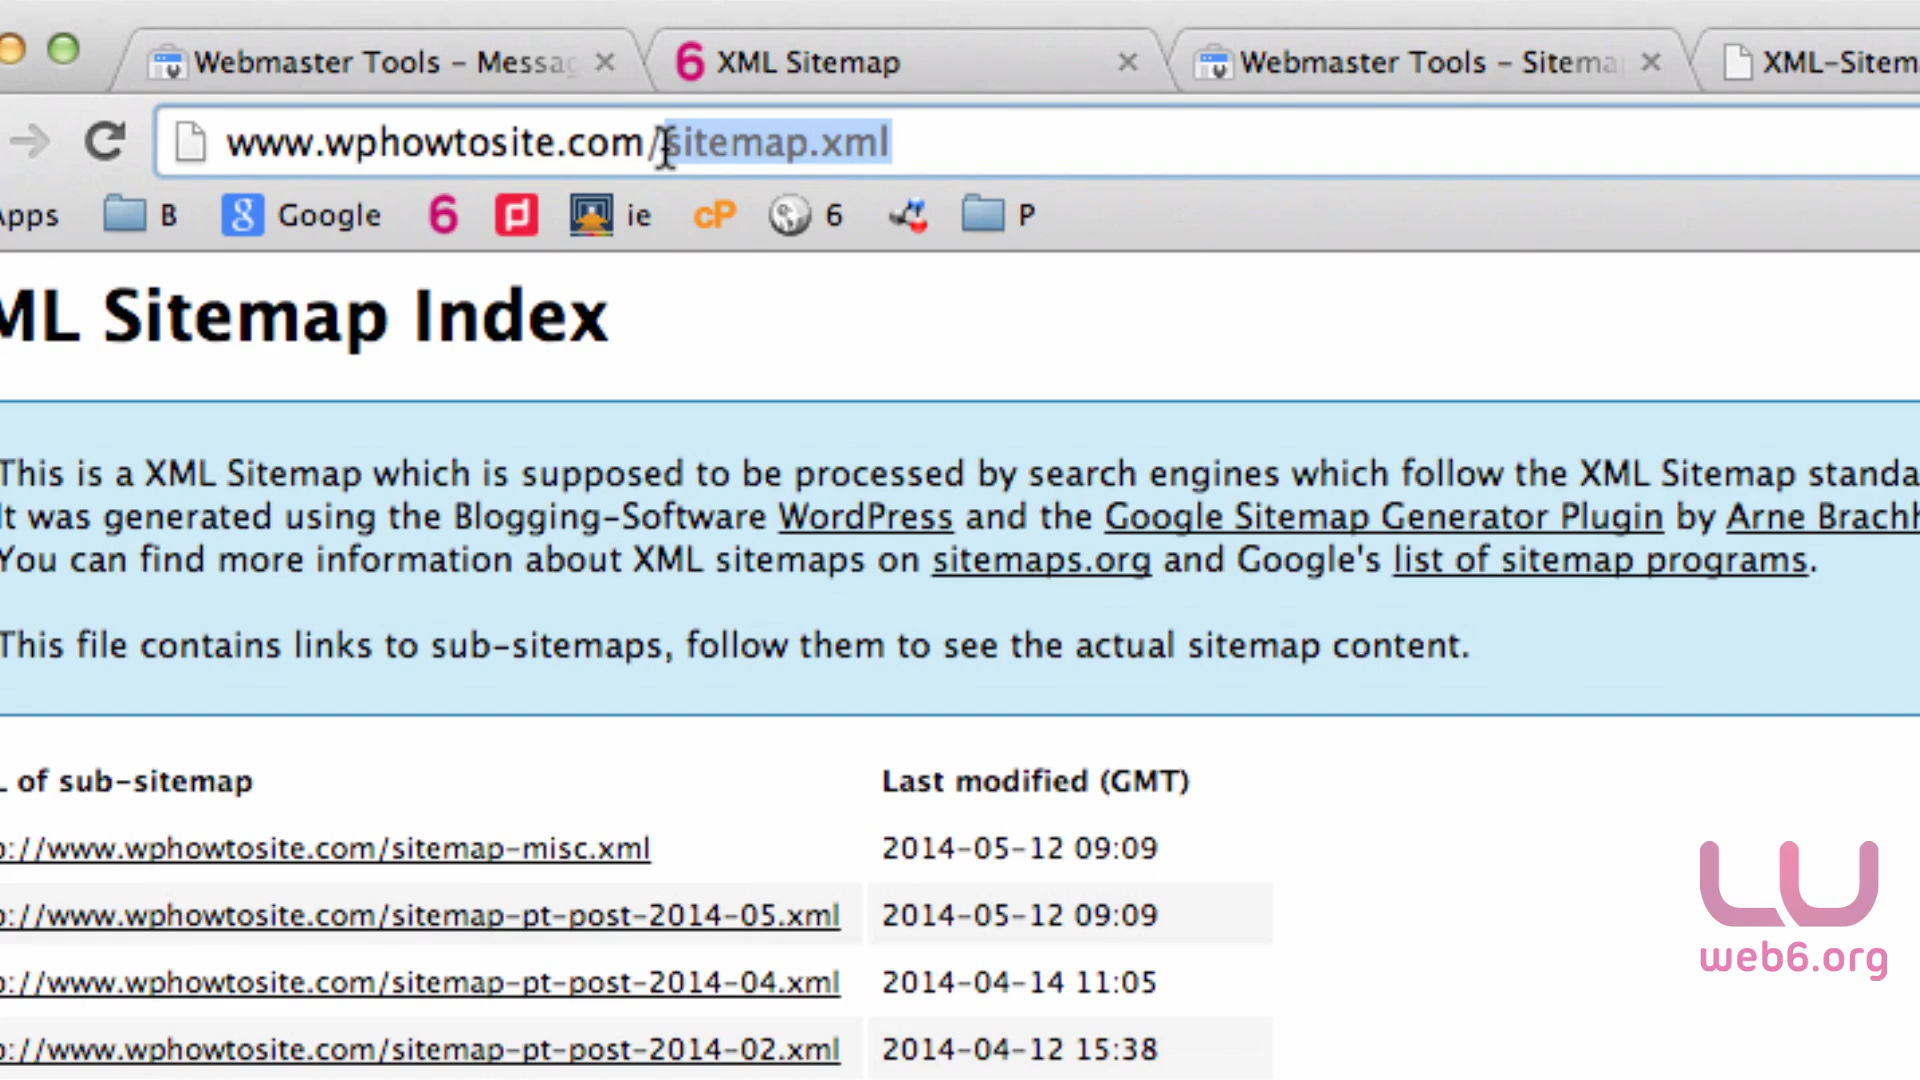 Webmaster Tools – Messag
6 XML Sitemap
Webmaster Tools – Sitema
XML-Sitem
www.wphowtosite.com/sitemap.xml
Apps
B
g Google
6
ie
cP
6
P
ML Sitemap Index
This is a XML Sitemap which is supposed to be processed by search engines which follow the XML Sitemap standa
It was generated using the Blogging-Software WordPress and the Google Sitemap Generator Plugin by Arne Brachh
You can find more information about XML sitemaps on sitemaps.org and Google's list of sitemap programs.
This file contains links to sub-sitemaps, follow them to see the actual sitemap content.
L of sub-sitemap Last modified (GMT)
p://www.wphowtosite.com/sitemap-misc.xml 2014-05-12 09:09
p://www.wphowtosite.com/sitemap-pt-post-2014-05.xml 2014-05-12 09:09
p://www.wphowtosite.com/sitemap-pt-post-2014-04.xml 2014-04-14 11:05
p://www.wphowtosite.com/sitemap-pt-post-2014-02.xml 2014-04-12 15:38
web6.org